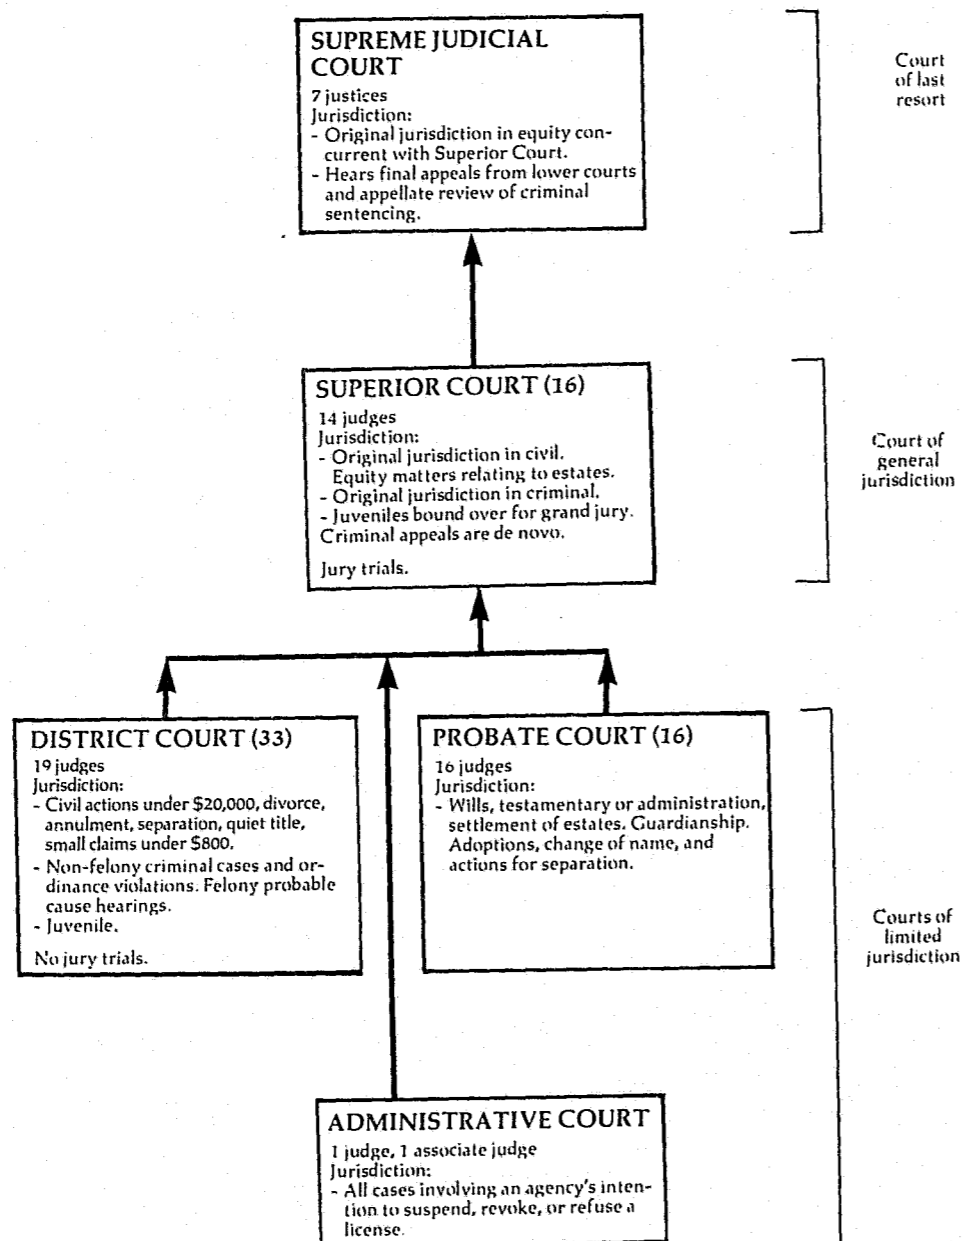 SUPREME JUDICIAL
COURT
7 justices
Jurisdiction:
- Original jurisdiction in equity con-
current with Superior Court.
- Hears final appeals from lower courts
and appellate review of criminal
sentencing.
Court
of last
resort
SUPERIOR COURT (16)
14 judges
Jurisdiction:
- Original jurisdiction in civil.
Equity matters relating to estates.
- Original jurisdiction in criminal.
- Juveniles bound over for grand jury.
Criminal appeals are de novo.
Jury trials.
Court of
general
jurisdiction
DISTRICT COURT (33)
19 judges
Jurisdiction:
- Civil actions under $20,000, divorce,
annulment, separation, quiet title,
small claims under $800.
- Non-felony criminal cases and or-
dinance violations. Felony probable
cause hearings.
- Juvenile.
No jury trials.
PROBATE COURT (16)
16 judges
Jurisdiction:
- Wills, testamentary or administration,
settlement of estates. Guardianship.
Adoptions, change of name, and
actions for separation.
Courts of
limited
jurisdiction
ADMINISTRATIVE COURT
1 judge, 1 associate judge
Jurisdiction:
- All cases involving an agency's inten-
tion to suspend, revoke, or refuse a
license.